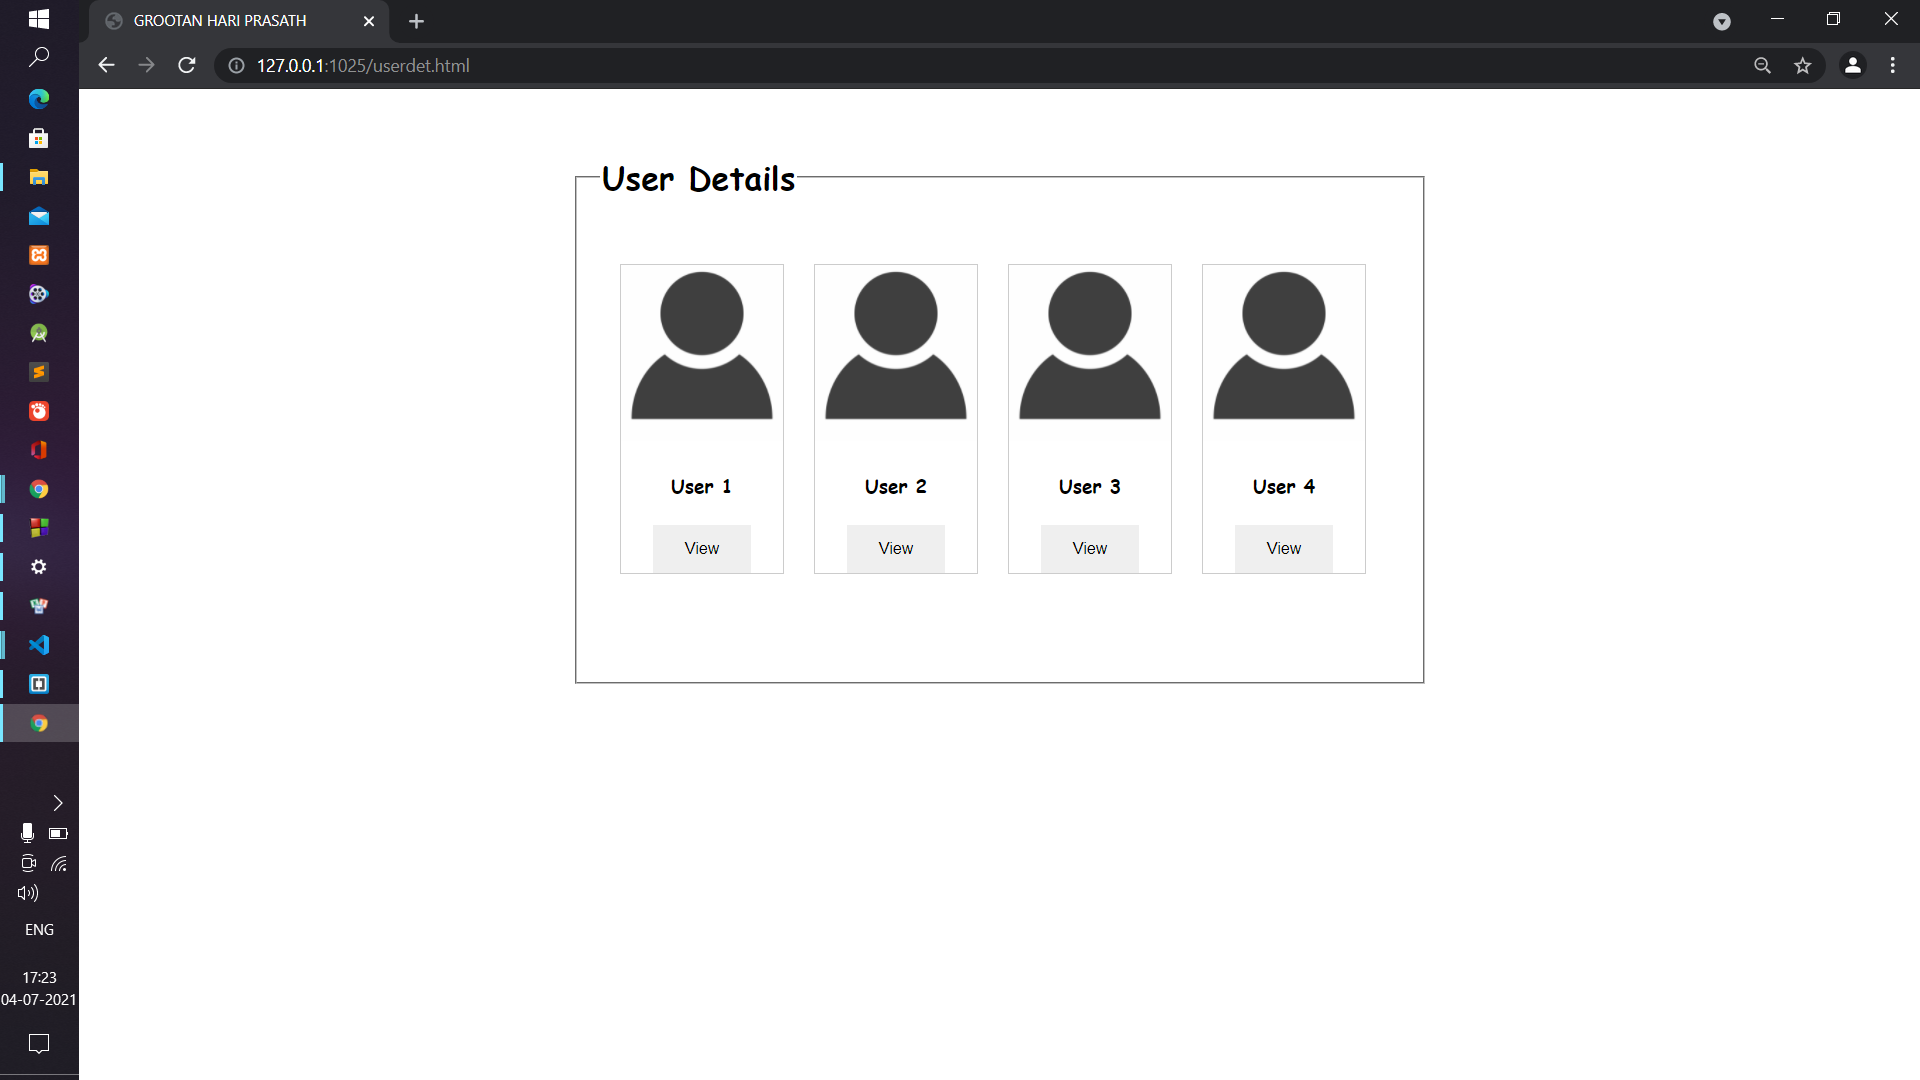 GROOTAN HARI PRASATH
127.0.0.1:1025/userdet.html
User Details
User 1
User 2
User 3
User 4
View
View
View
View
ENG
17:23
04-07-2021